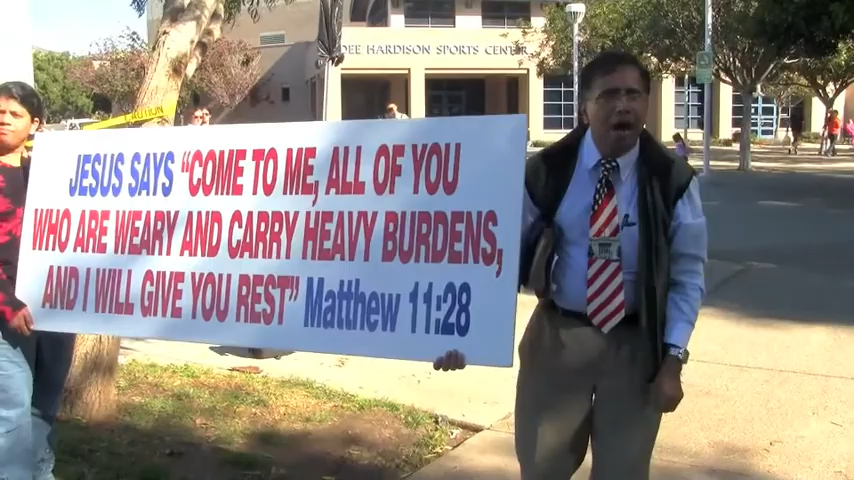 DEE HARDISON SPORTS CENTER
CAUTION
JESUS SAYS "COME TO ME, ALL OF YOU
WHO ARE WEARY AND CARRY HEAVY BURDENS,
AND I WILL GIVE YOU REST" Matthew 11:28